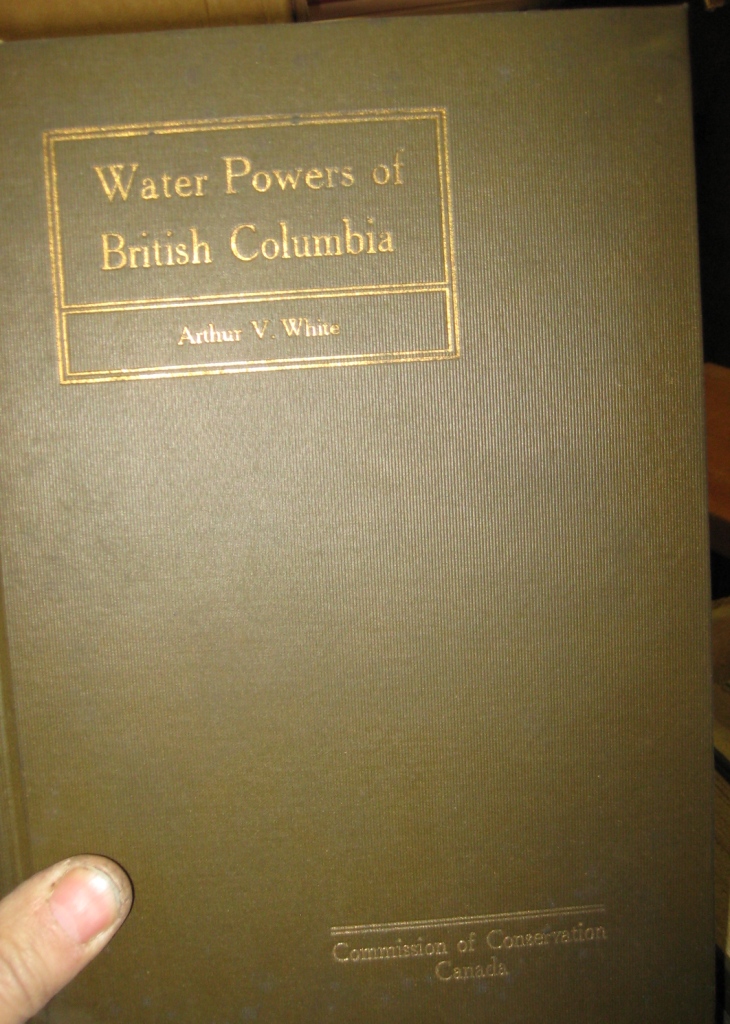 Water Powers of
British Columbia
Arthur V. White
Commission of Conservation
Canada